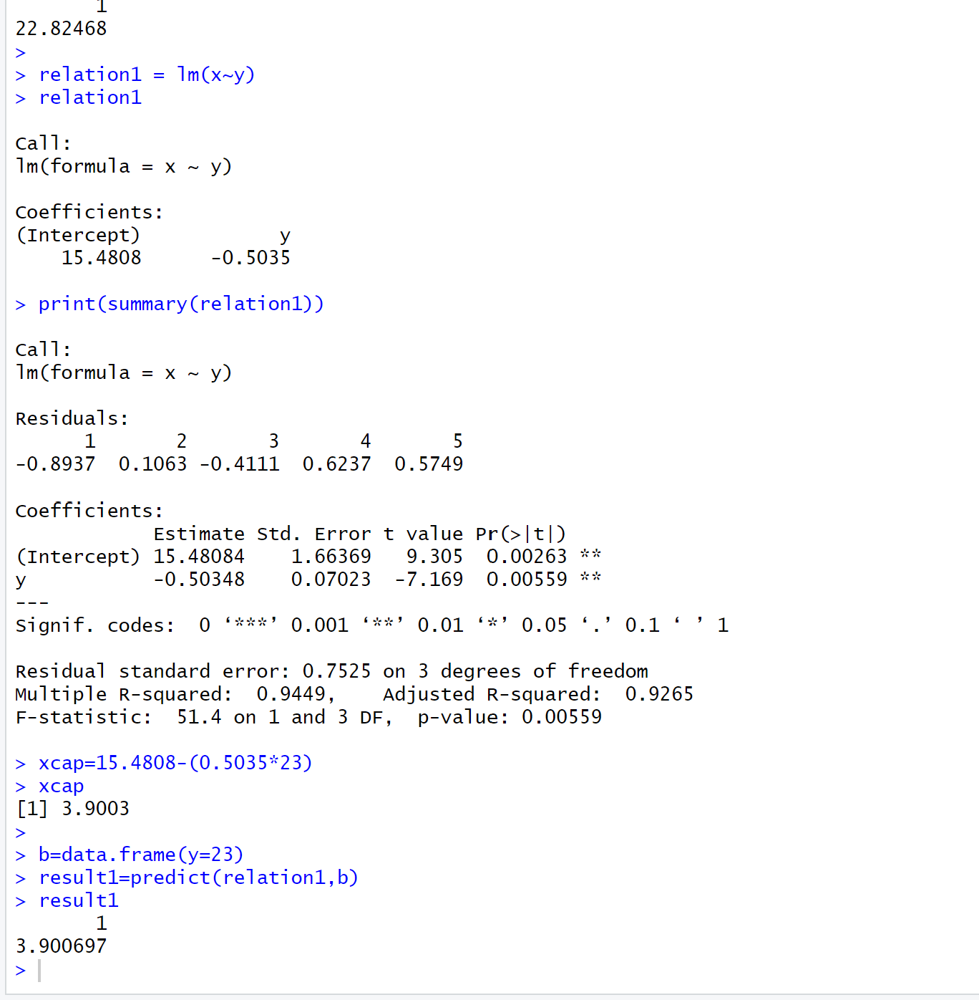 1
22.82468
>
> relation1 = lm(x~y)
> relation1
Call:
lm(formula = x ~ y)
Coefficients:
(Intercept)            y
    15.4808      -0.5035
> print(summary(relation1))
Call:
lm(formula = x ~ y)
Residuals:
      1       2       3       4       5
-0.8937  0.1063 -0.4111  0.6237  0.5749
Coefficients:
            Estimate Std. Error t value Pr(>|t|)
(Intercept) 15.48084    1.66369   9.305  0.00263 **
y           -0.50348    0.07023  -7.169  0.00559 **
---
Signif. codes:  0 ‘***’ 0.001 ‘**’ 0.01 ‘*’ 0.05 ‘.’ 0.1 ‘ ’ 1
Residual standard error: 0.7525 on 3 degrees of freedom
Multiple R-squared:  0.9449,    Adjusted R-squared:  0.9265
F-statistic:  51.4 on 1 and 3 DF,  p-value: 0.00559
> xcap=15.4808-(0.5035*23)
> xcap
[1] 3.9003
>
> b=data.frame(y=23)
> result1=predict(relation1,b)
> result1
       1
3.900697
>